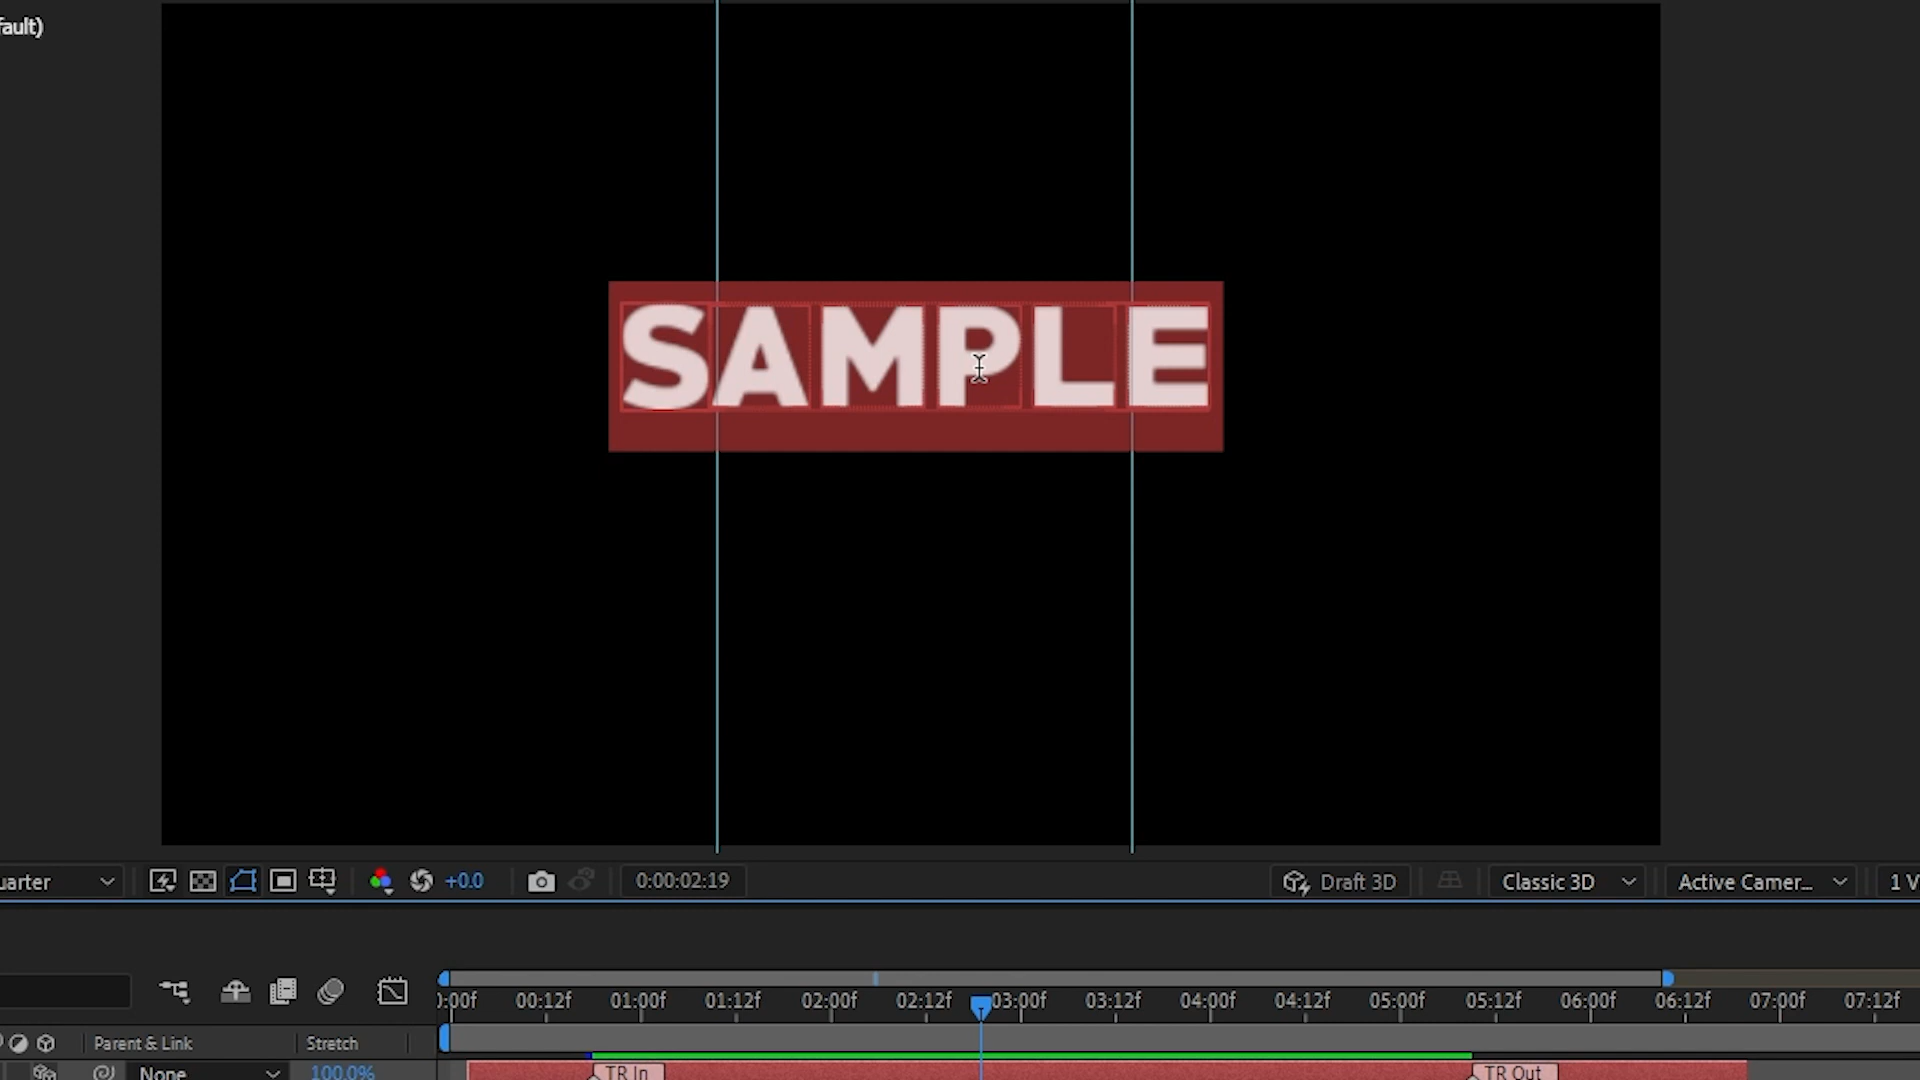 fault)
SAMPLE
uarter
+0.0
0:00:02:19
Draft 3D
Classic 3D
Active Camer...
1 V
):00f 00:12f 01:00f 01:12f 02:00f 02:12f 03:00f 03:12f 04:00f 04:12f 05:00f 05:12f 06:00f 06:12f 07:00f 07:12f
Parent & Link Stretch
None 100.0% TR In TR Out